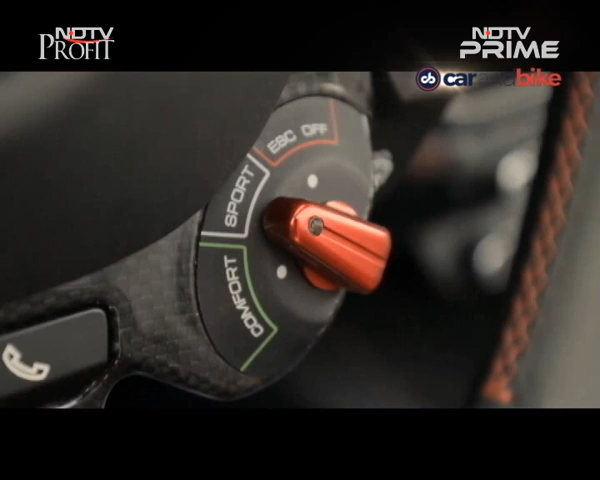 NDTV
PROFIT
NDTV
PRIME
carandbike
ESC OFF
SPORT
COMFORT